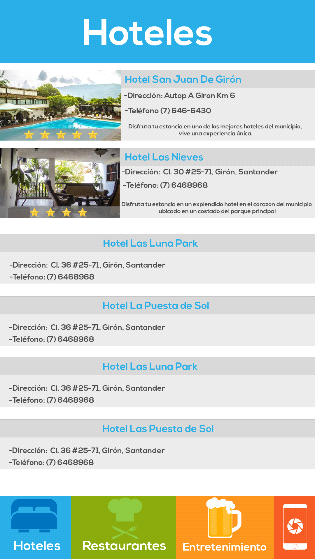 Hoteles
Hotel San Juan De Girón
-Dirección: Autop A Giron Km 6
-Teléfono (7) 646-6430
Disfruta tu estancia en uno de los mejores hoteles del municipio,
vive una experiencia única.
Hotel Las Nieves
-Dirección: Cl. 30 #25-71, Girón, Santander
-Teléfono: (7) 6468968
Disfruta tu estancia en un esplendido hotel en el corazon del municipio
ubicado en un costado del parque principal
Hotel Las Luna Park
-Dirección: Cl. 36 #25-71, Girón, Santander
-Teléfono: (7) 6468968
Hotel La Puesta de Sol
-Dirección: Cl. 36 #25-71, Girón, Santander
-Teléfono: (7) 6468968
Hotel Las Luna Park
-Dirección: Cl. 36 #25-71, Girón, Santander
-Teléfono: (7) 6468968
Hotel Las Puesta de Sol
-Dirección: Cl. 36 #25-71, Girón, Santander
-Teléfono: (7) 6468968
Hoteles Restaurantes Entretenimiento